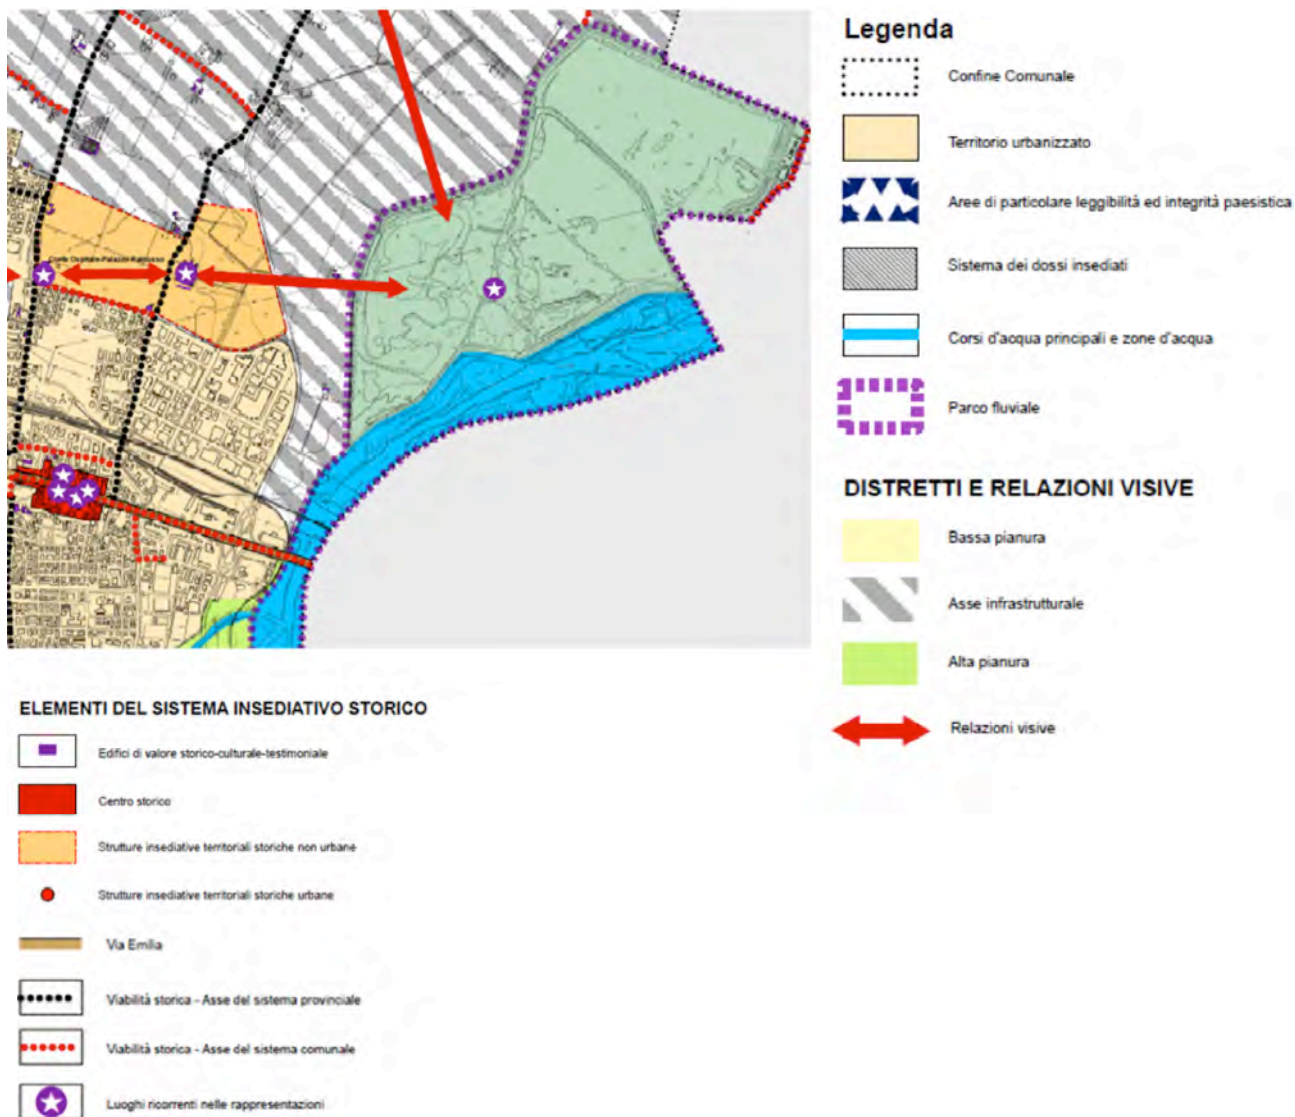 Legenda
Confine Comunale
Territorio urbanizzato
Aree di particolare leggibilità ed integrità paesistica
Sistema dei dossi insediati
Corsi d'acqua principali e zone d'acqua
Parco fluviale
DISTRETTI E RELAZIONI VISIVE
Bassa pianura
Asse infrastrutturale
Alta pianura
Relazioni visive
ELEMENTI DEL SISTEMA INSEDIATIVO STORICO
Edifici di valore storico-culturale-testimoniale
Centro storico
Strutture insediative territoriali storiche non urbane
Strutture insediative territoriali storiche urbane
Via Emilia
Viabilità storica - Asse del sistema provinciale
Viabilità storica - Asse del sistema comunale
Luoghi ricorrenti nelle rappresentazioni